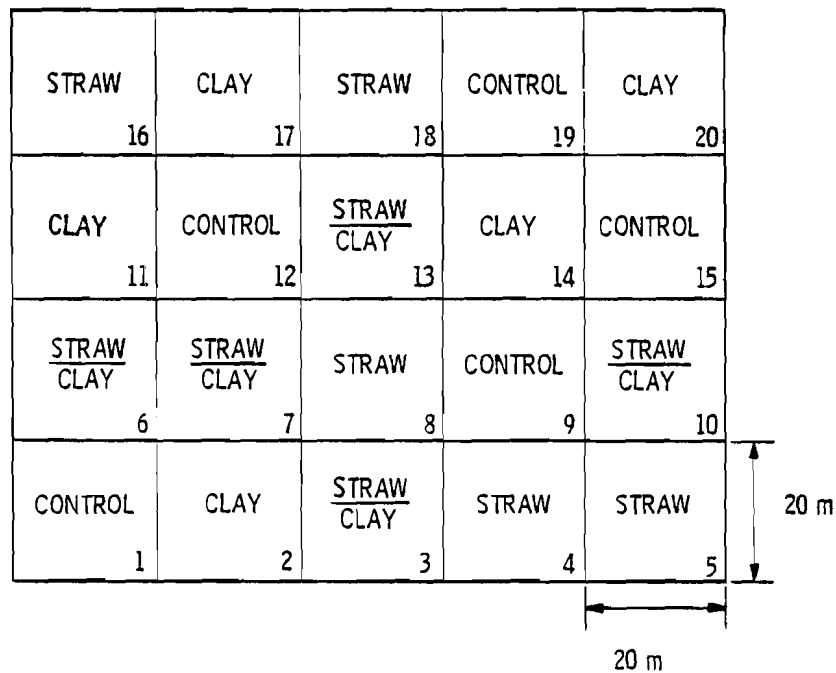 STRAW CLAY STRAW CONTROL CLAY
16 17 18 19 20
CLAY CONTROL STRAW CLAY CONTROL
CLAY
11 12 13 14 15
STRAW STRAW STRAW CONTROL STRAW
CLAY CLAY CLAY
6 7 8 9 10
CONTROL CLAY STRAW STRAW STRAW 20 m
CLAY
1 2 3 4 5
20 m